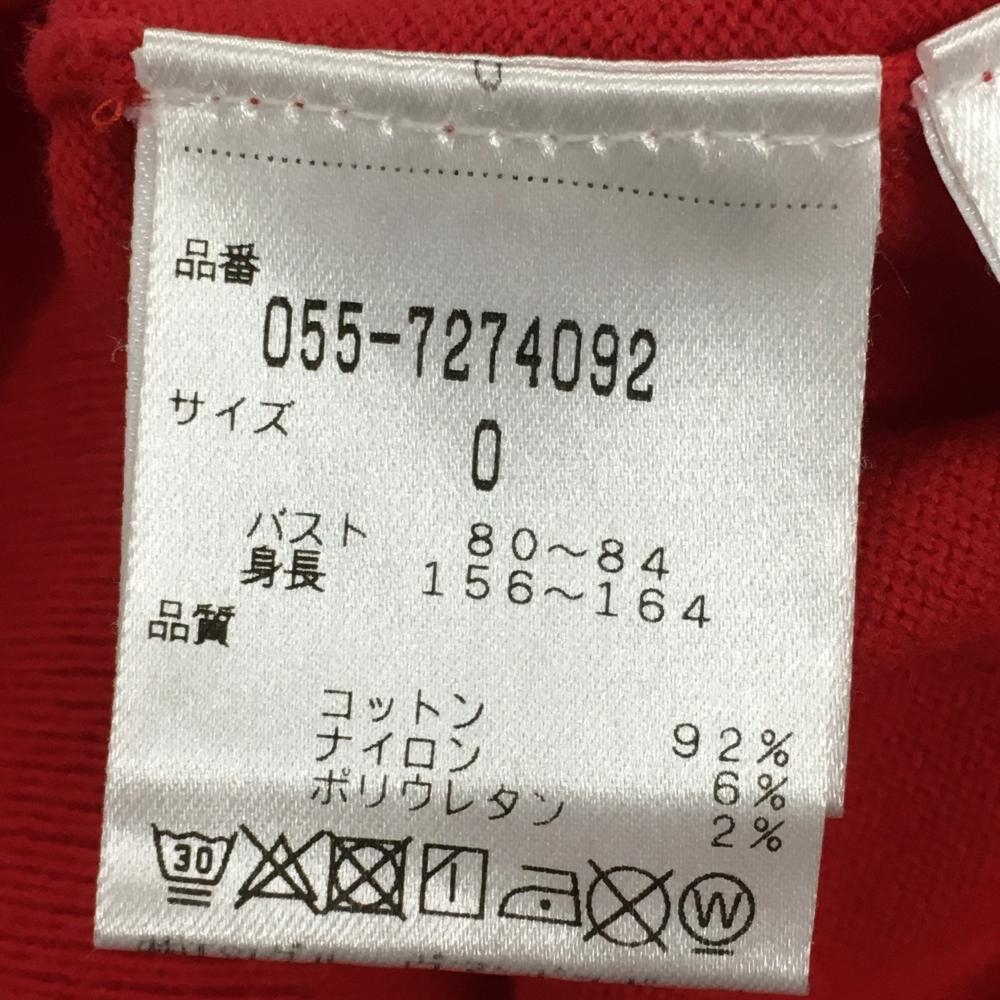 品番
055-7274092
サイズ
0
バスト 80～84
身長 156～164
品質
コットン 92%
ナイロン 6%
ポリウレタン 2%
30 W